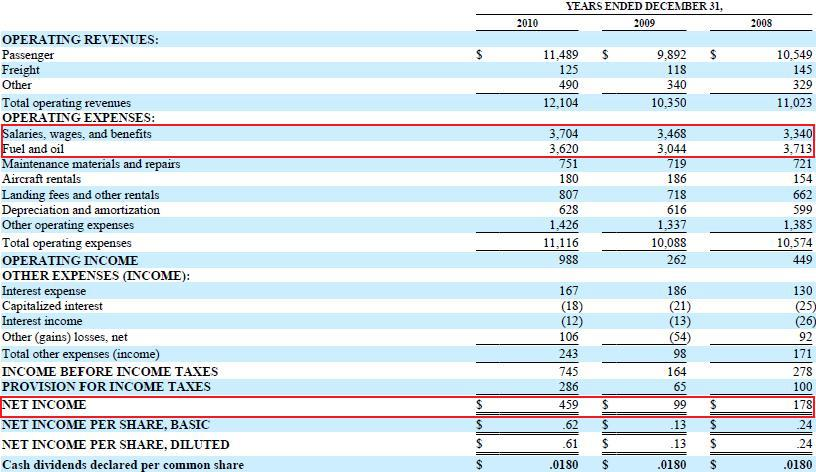 YEARS ENDED DECEMBER 31,
2010 2009 2008
OPERATING REVENUES:
Passenger $ 11,489 $ 9,892 $ 10,549
Freight 125 118 145
Other 490 340 329
Total operating revenues 12,104 10,350 11,023
OPERATING EXPENSES:
Salaries, wages, and benefits 3,704 3,468 3,340
Fuel and oil 3,620 3,044 3,713
Maintenance materials and repairs 751 719 721
Aircraft rentals 180 186 154
Landing fees and other rentals 807 718 662
Depreciation and amortization 628 616 599
Other operating expenses 1,426 1,337 1,385
Total operating expenses 11,116 10,088 10,574
OPERATING INCOME 988 262 449
OTHER EXPENSES (INCOME):
Interest expense 167 186 130
Capitalized interest (18) (21) (25)
Interest income (12) (13) (26)
Other (gains) losses, net 106 (54) 92
Total other expenses (income) 243 98 171
INCOME BEFORE INCOME TAXES 745 164 278
PROVISION FOR INCOME TAXES 286 65 100
NET INCOME $ 459 $ 99 $ 178
NET INCOME PER SHARE, BASIC $ .62 $ .13 $ .24
NET INCOME PER SHARE, DILUTED $ .61 $ .13 $ .24
Cash dividends declared per common share $ .0180 $ .0180 $ .0180